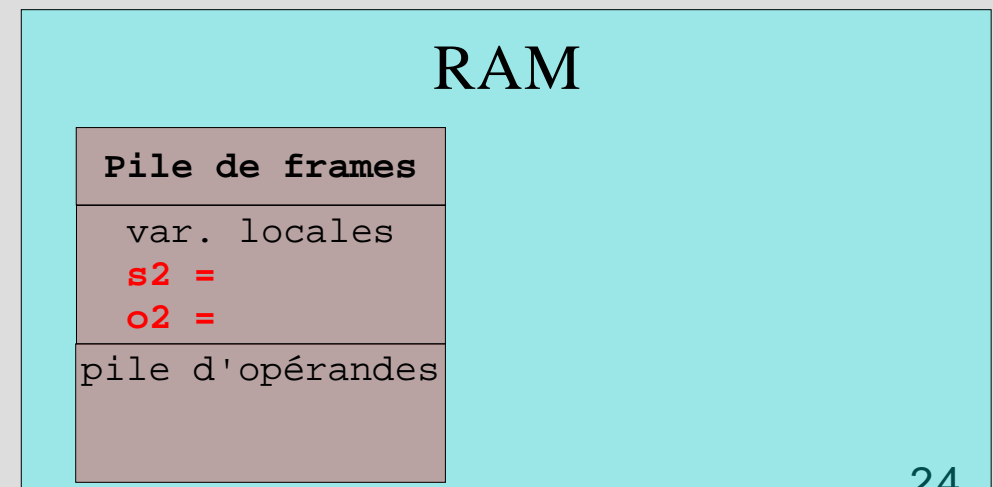 RAM
Pile de frames
var. locales
s2 =
o2 =
pile d'opérandes
24